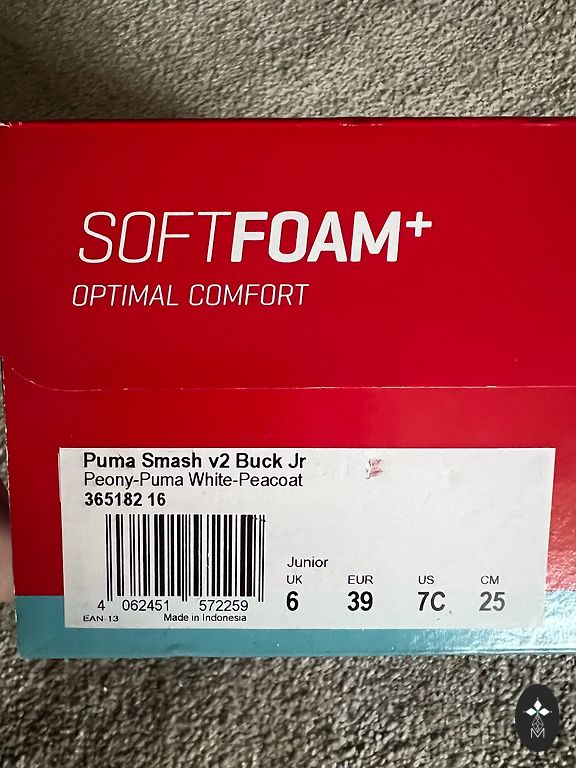 SOFTFOAM+
OPTIMAL COMFORT
Puma Smash v2 Buck Jr
Peony-Puma White-Peacoat
365182 16
Junior
UK EUR US CM
6 39 7C 25
4 062451 572259
EAN-13 Made in Indonesia
M